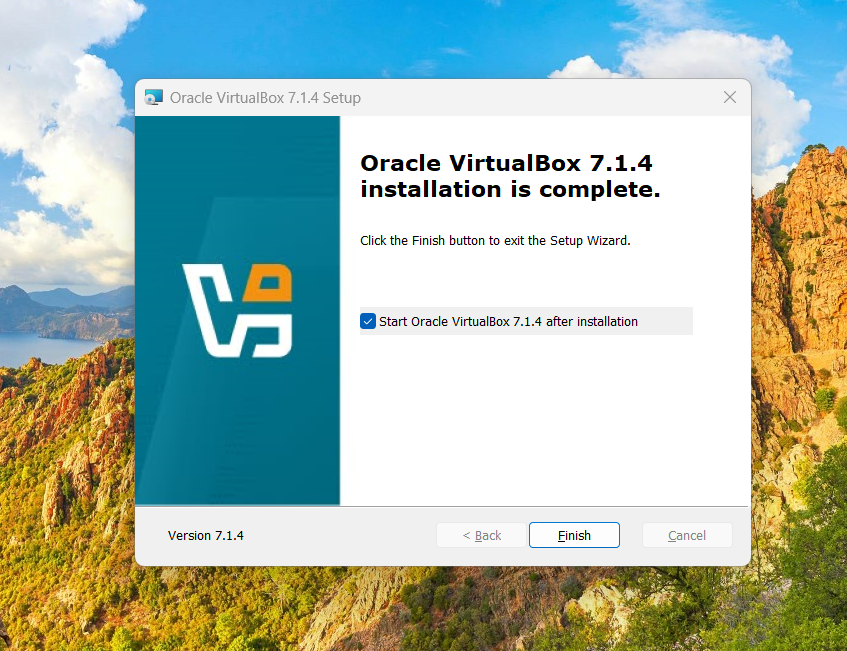 Oracle VirtualBox 7.1.4 Setup
Oracle VirtualBox 7.1.4
installation is complete.
Click the Finish button to exit the Setup Wizard.
Start Oracle VirtualBox 7.1.4 after installation
Version 7.1.4
< Back
Finish
Cancel